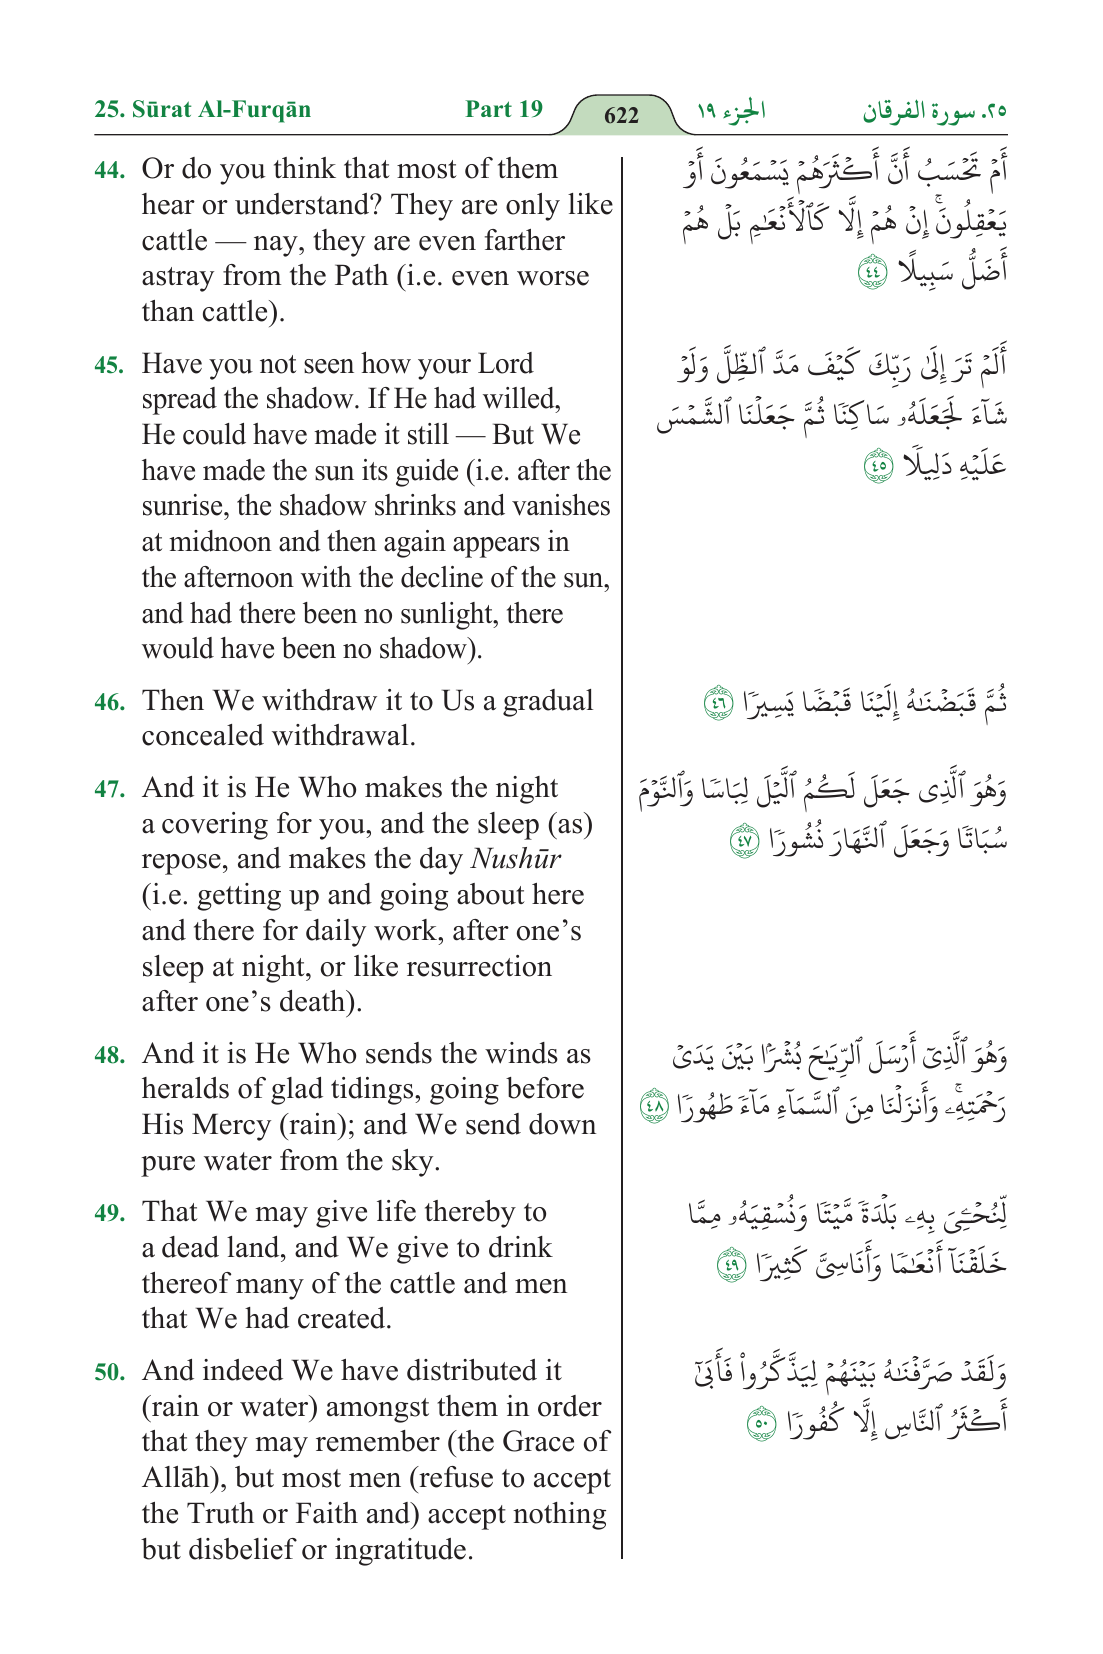 25. Sūrat Al-Furqān Part 19 622 الجزء ١٩ ٢٥. سورة الفرقان
44. Or do you think that most of them
hear or understand? They are only like
cattle — nay, they are even farther
astray from the Path (i.e. even worse
than cattle).
45. Have you not seen how your Lord
spread the shadow. If He had willed,
He could have made it still — But We
have made the sun its guide (i.e. after the
sunrise, the shadow shrinks and vanishes
at midnoon and then again appears in
the afternoon with the decline of the sun,
and had there been no sunlight, there
would have been no shadow).
46. Then We withdraw it to Us a gradual
concealed withdrawal.
47. And it is He Who makes the night
a covering for you, and the sleep (as)
repose, and makes the day Nushūr
(i.e. getting up and going about here
and there for daily work, after one’s
sleep at night, or like resurrection
after one’s death).
48. And it is He Who sends the winds as
heralds of glad tidings, going before
His Mercy (rain); and We send down
pure water from the sky.
49. That We may give life thereby to
a dead land, and We give to drink
thereof many of the cattle and men
that We had created.
50. And indeed We have distributed it
(rain or water) amongst them in order
that they may remember (the Grace of
Allāh), but most men (refuse to accept
the Truth or Faith and) accept nothing
but disbelief or ingratitude.
أَمْ تَحْسَبُ أَنَّ أَكْثَرَهُمْ يَسْمَعُونَ أَوْ
يَعْقِلُونَ ۚ إِنْ هُمْ إِلَّا كَٱلْأَنْعَٰمِ بَلْ هُمْ
أَضَلُّ سَبِيلًا ٤٤
أَلَمْ تَرَ إِلَىٰ رَبِّكَ كَيْفَ مَدَّ ٱلظِّلَّ وَلَوْ
شَآءَ لَجَعَلَهُۥ سَاكِنًا ثُمَّ جَعَلْنَا ٱلشَّمْسَ
عَلَيْهِ دَلِيلًا ٤٥
ثُمَّ قَبَضْنَٰهُ إِلَيْنَا قَبْضًا يَسِيرًا ٤٦
وَهُوَ ٱلَّذِى جَعَلَ لَكُمُ ٱلَّيْلَ لِبَاسًا وَٱلنَّوْمَ
سُبَاتًا وَجَعَلَ ٱلنَّهَارَ نُشُورًا ٤٧
وَهُوَ ٱلَّذِىٓ أَرْسَلَ ٱلرِّيَٰحَ بُشْرًۢا بَيْنَ يَدَىْ
رَحْمَتِهِۦ ۚ وَأَنزَلْنَا مِنَ ٱلسَّمَآءِ مَآءً طَهُورًا ٤٨
لِّنُحْۦِىَ بِهِۦ بَلْدَةً مَّيْتًا وَنُسْقِيَهُۥ مِمَّا
خَلَقْنَآ أَنْعَٰمًا وَأَنَاسِىَّ كَثِيرًا ٤٩
وَلَقَدْ صَرَّفْنَٰهُ بَيْنَهُمْ لِيَذَّكَّرُوا۟ فَأَبَىٰٓ
أَكْثَرُ ٱلنَّاسِ إِلَّا كُفُورًا ٥٠